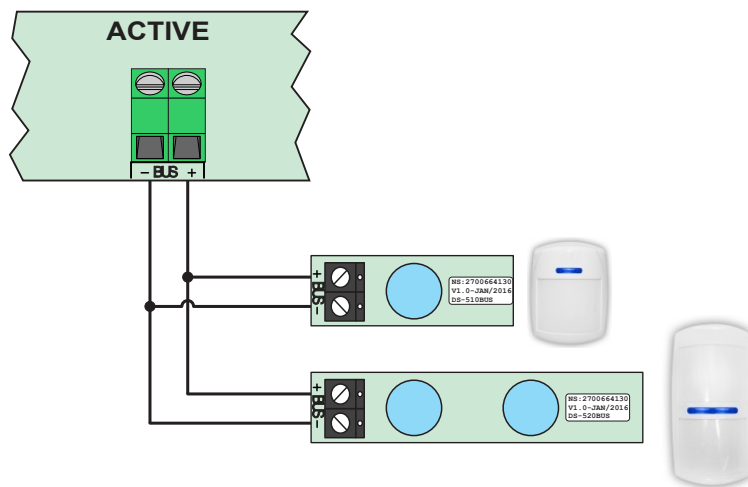 ACTIVE
− BUS +
+ BUS −
NS:2700664130
V1.0-JAN/2016
DS-510BUS
+ BUS −
NS:2700664130
V1.0-JAN/2016
DS-520BUS